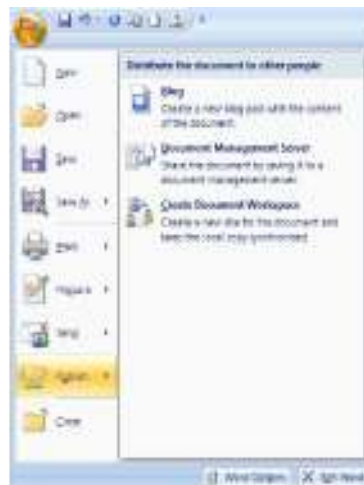 New
Open
Save
Save As
Print
Prepare
Send
Publish
Close
Distribute the document to other people
Blog
Create a new blog post with the content
of the document.
Document Management Server
Share the document by saving it to a
document management server.
Create Document Workspace
Create a new site for the document and
keep the local copy synchronized.
Word Options
Exit Word